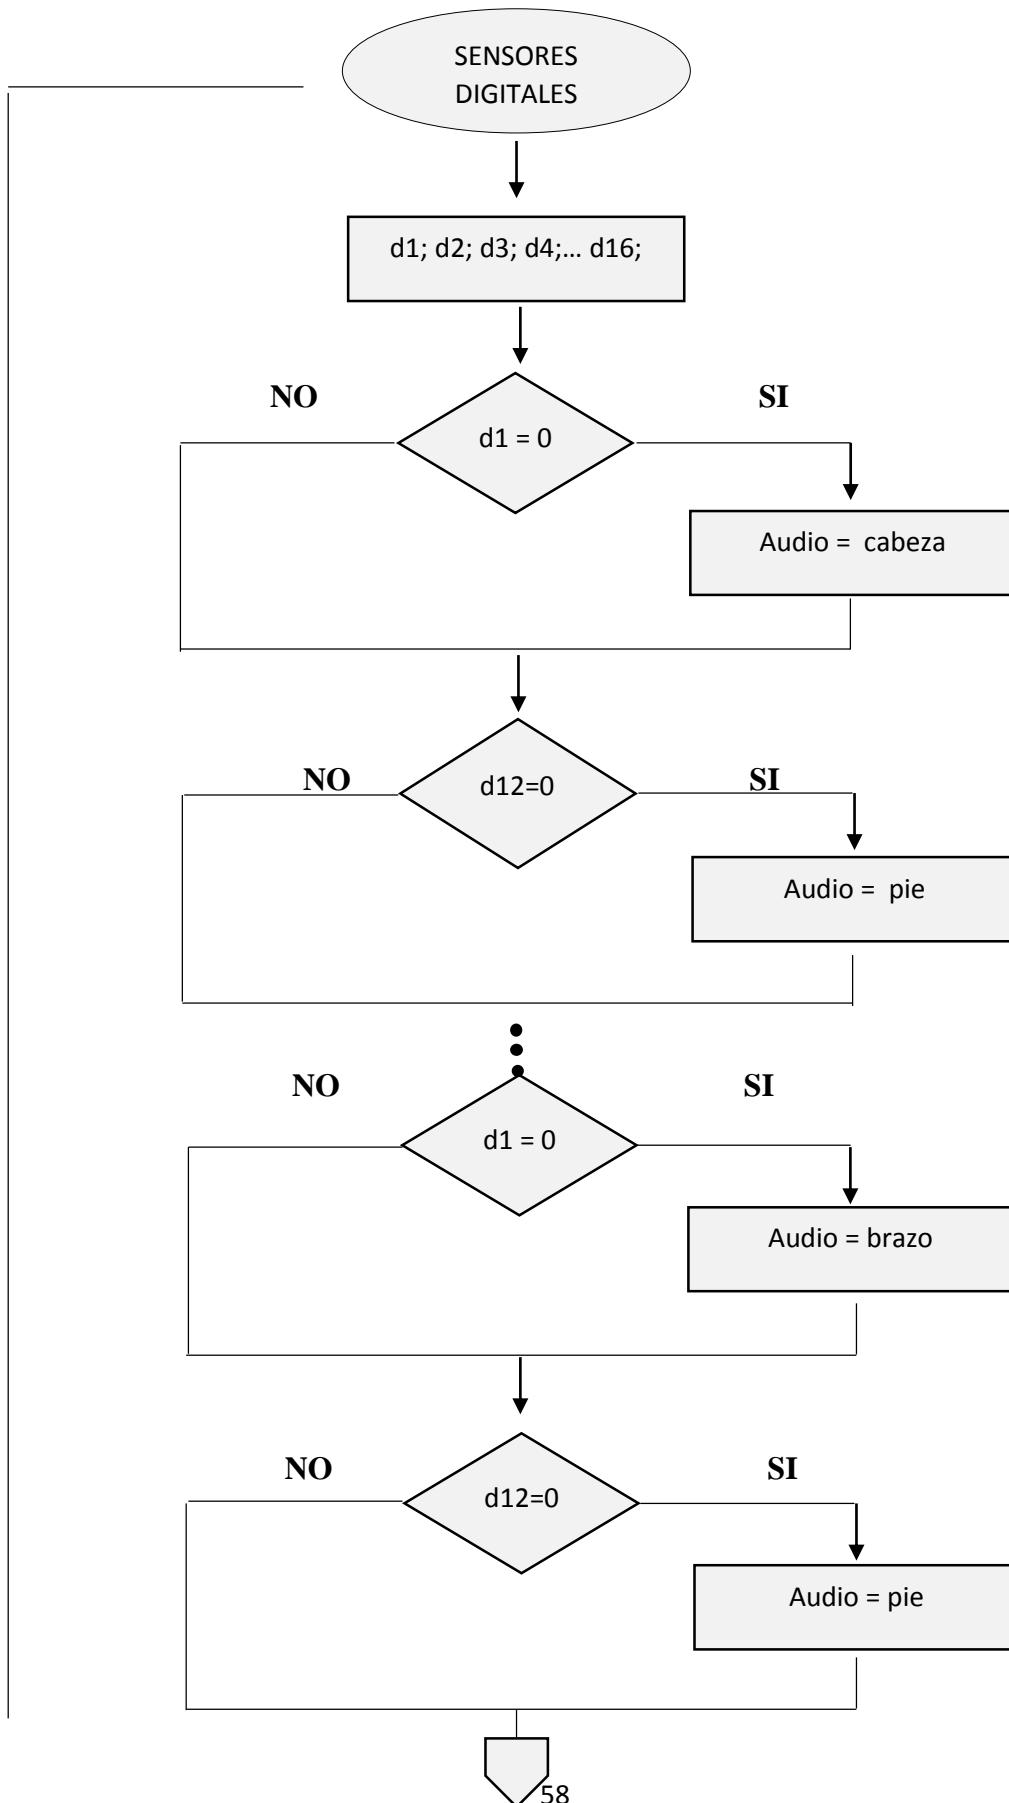 SENSORES
DIGITALES
d1; d2; d3; d4;... d16;
NO
SI
d1 = 0
Audio = cabeza
NO
SI
d12=0
Audio = pie
NO
SI
d1 = 0
Audio = brazo
NO
SI
d12=0
Audio = pie
58